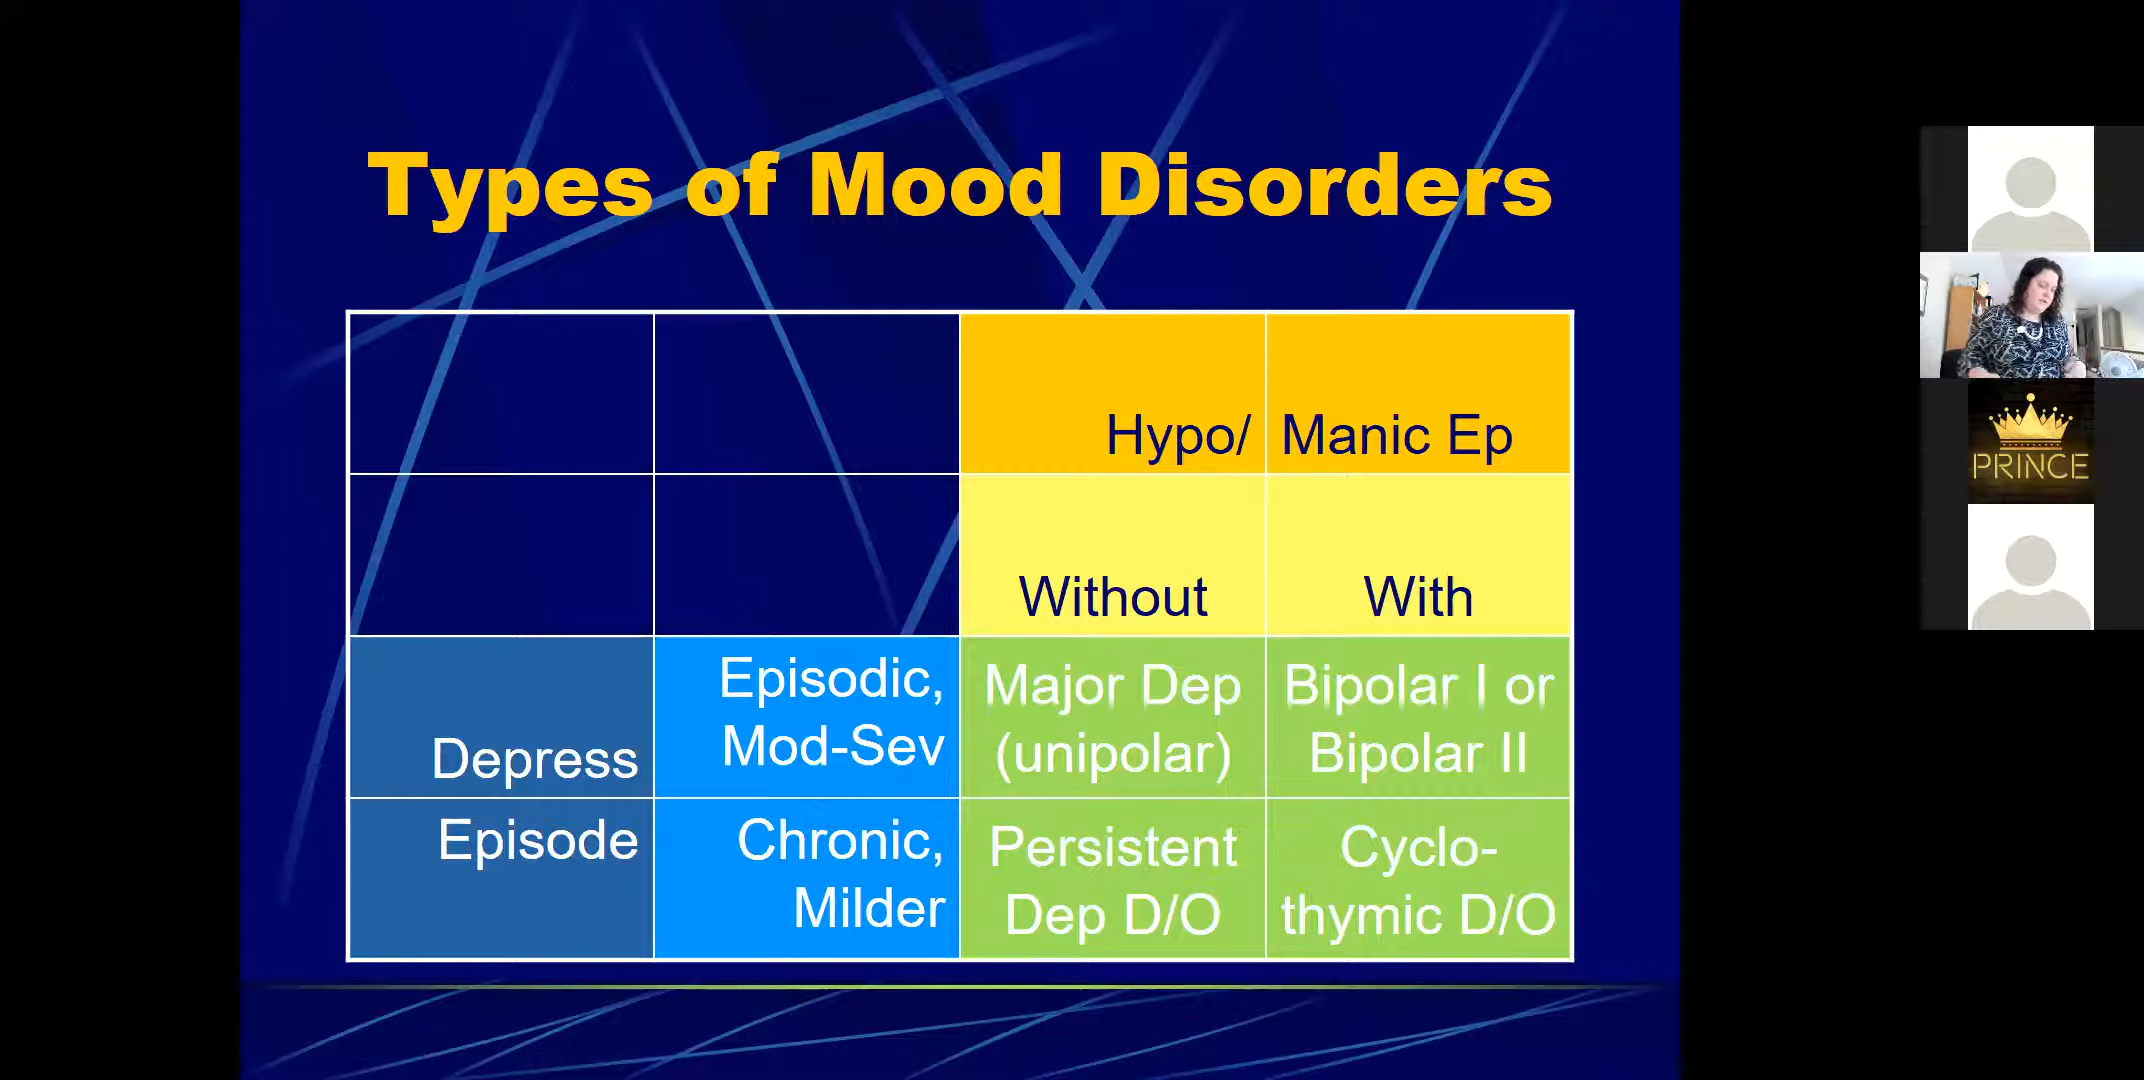 Types of Mood Disorders
Hypo/ Manic Ep
Without With
Depress
Episodic,
Mod-Sev
Major Dep
(unipolar)
Bipolar I or
Bipolar II
Episode
Chronic,
Milder
Persistent
Dep D/O
Cyclo-
thymic D/O
PRINCE